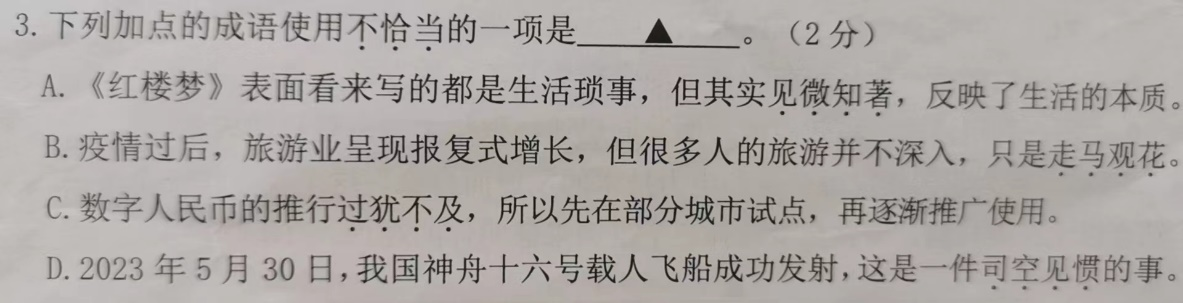 3. 下列加点的成语使用不恰当的一项是____▲____。（2分）
A.《红楼梦》表面看来写的都是生活琐事，但其实见微知著，反映了生活的本质。
B. 疫情过后，旅游业呈现报复式增长，但很多人的旅游并不深入，只是走马观花。
C. 数字人民币的推行过犹不及，所以先在部分城市试点，再逐渐推广使用。
D. 2023年5月30日，我国神舟十六号载人飞船成功发射，这是一件司空见惯的事。